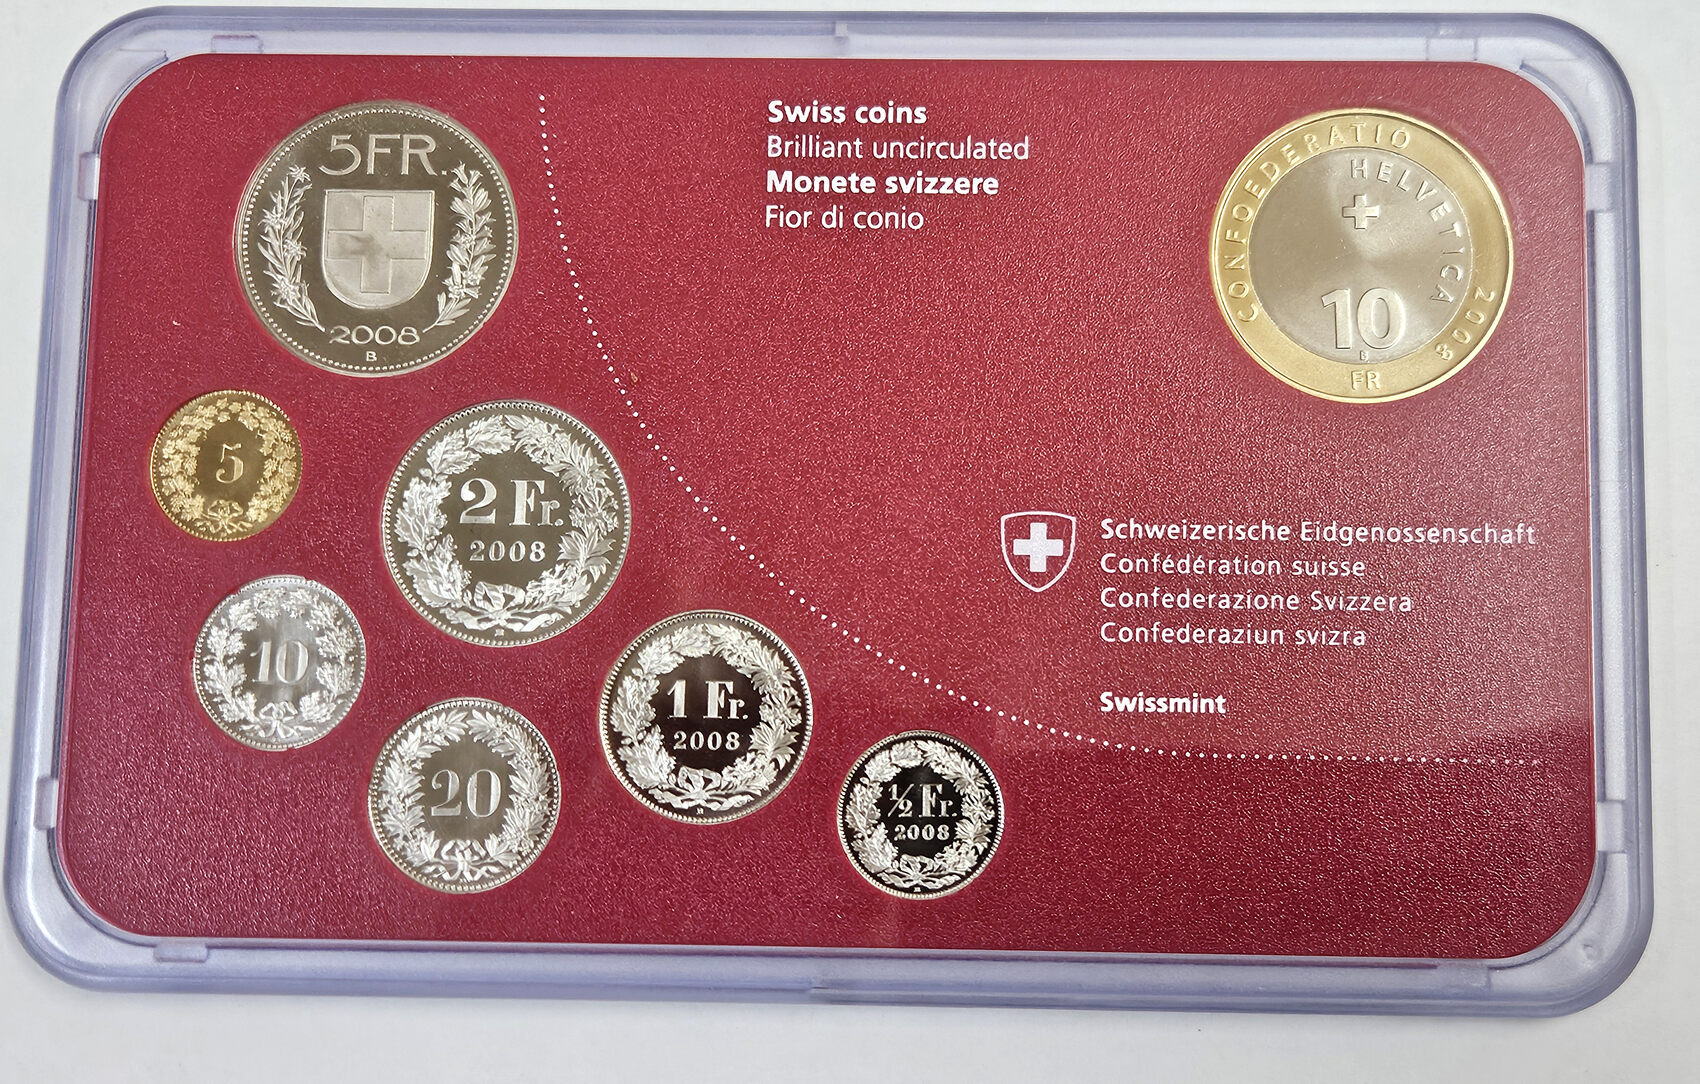 5FR.
2008
B
Swiss coins
Brilliant uncirculated
Monete svizzere
Fior di conio
CONFOEDERATIO
HELVETICA 2008
10
B
FR
5
2 Fr.
2008
B
10
20
1 Fr.
2008
B
½ Fr.
2008
B
Schweizerische Eidgenossenschaft
Confédération suisse
Confederazione Svizzera
Confederaziun svizra
Swissmint